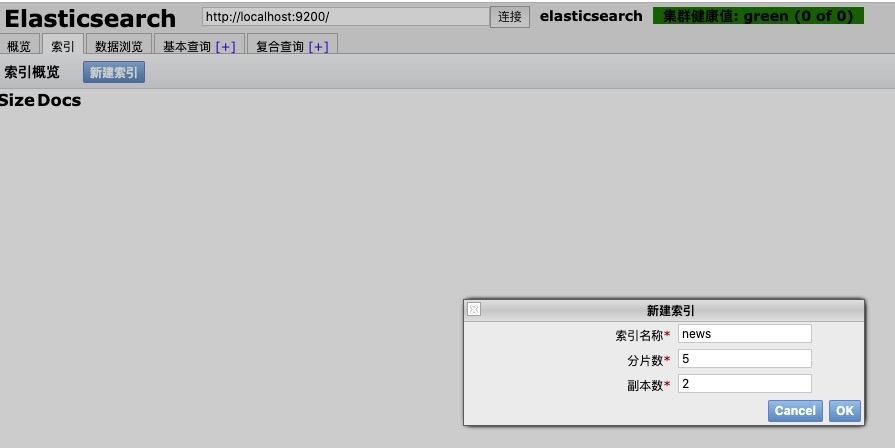 Elasticsearch http://localhost:9200/ 连接 elasticsearch 集群健康值: green (0 of 0)
概览 索引 数据浏览 基本查询 [+] 复合查询 [+]
索引概览 新建索引
Size Docs
新建索引
索引名称* news
分片数* 5
副本数* 2
Cancel OK